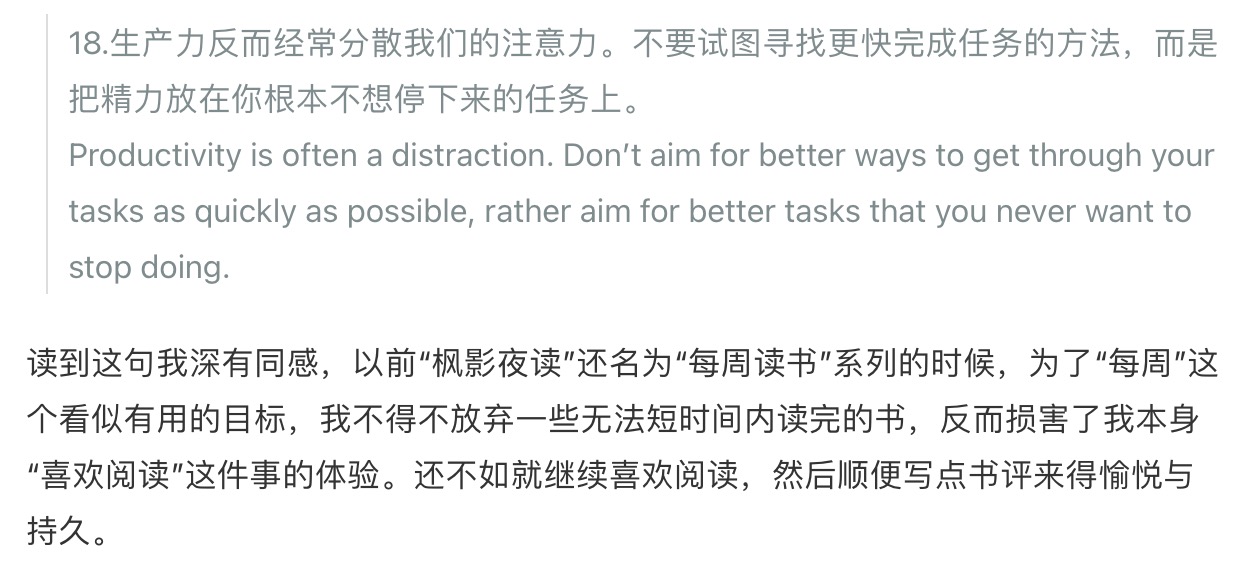 18.生产力反而经常分散我们的注意力。不要试图寻找更快完成任务的方法，而是
把精力放在你根本不想停下来的任务上。
Productivity is often a distraction. Don’t aim for better ways to get through your
tasks as quickly as possible, rather aim for better tasks that you never want to
stop doing.
读到这句我深有同感，以前“枫影夜读”还名为“每周读书”系列的时候，为了“每周”这
个看似有用的目标，我不得不放弃一些无法短时间内读完的书，反而损害了我本身
“喜欢阅读”这件事的体验。还不如就继续喜欢阅读，然后顺便写点书评来得愉悦与
持久。